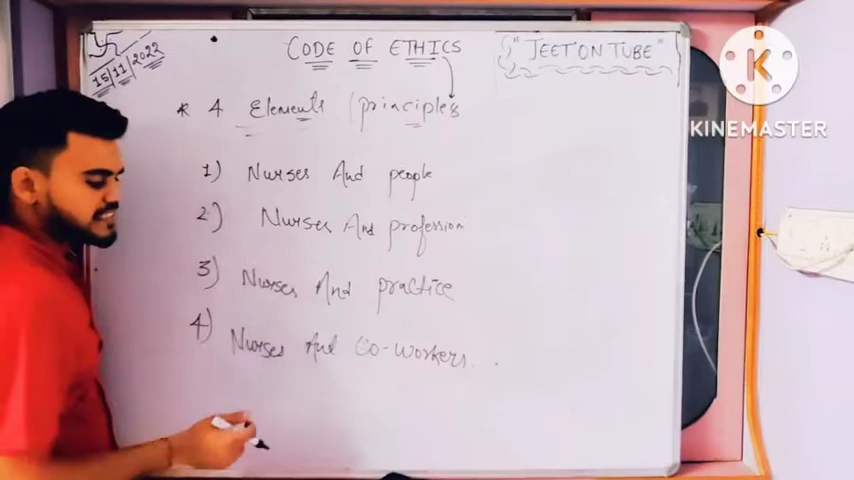 15/11/2022
CODE OF ETHICS
"JEET ON TUBE"
* 4 Elements (principles
1) Nurses And people
2) Nurses And profession
3) Nurses And practice
4) Nurses And Co-workers..
KINEMASTER